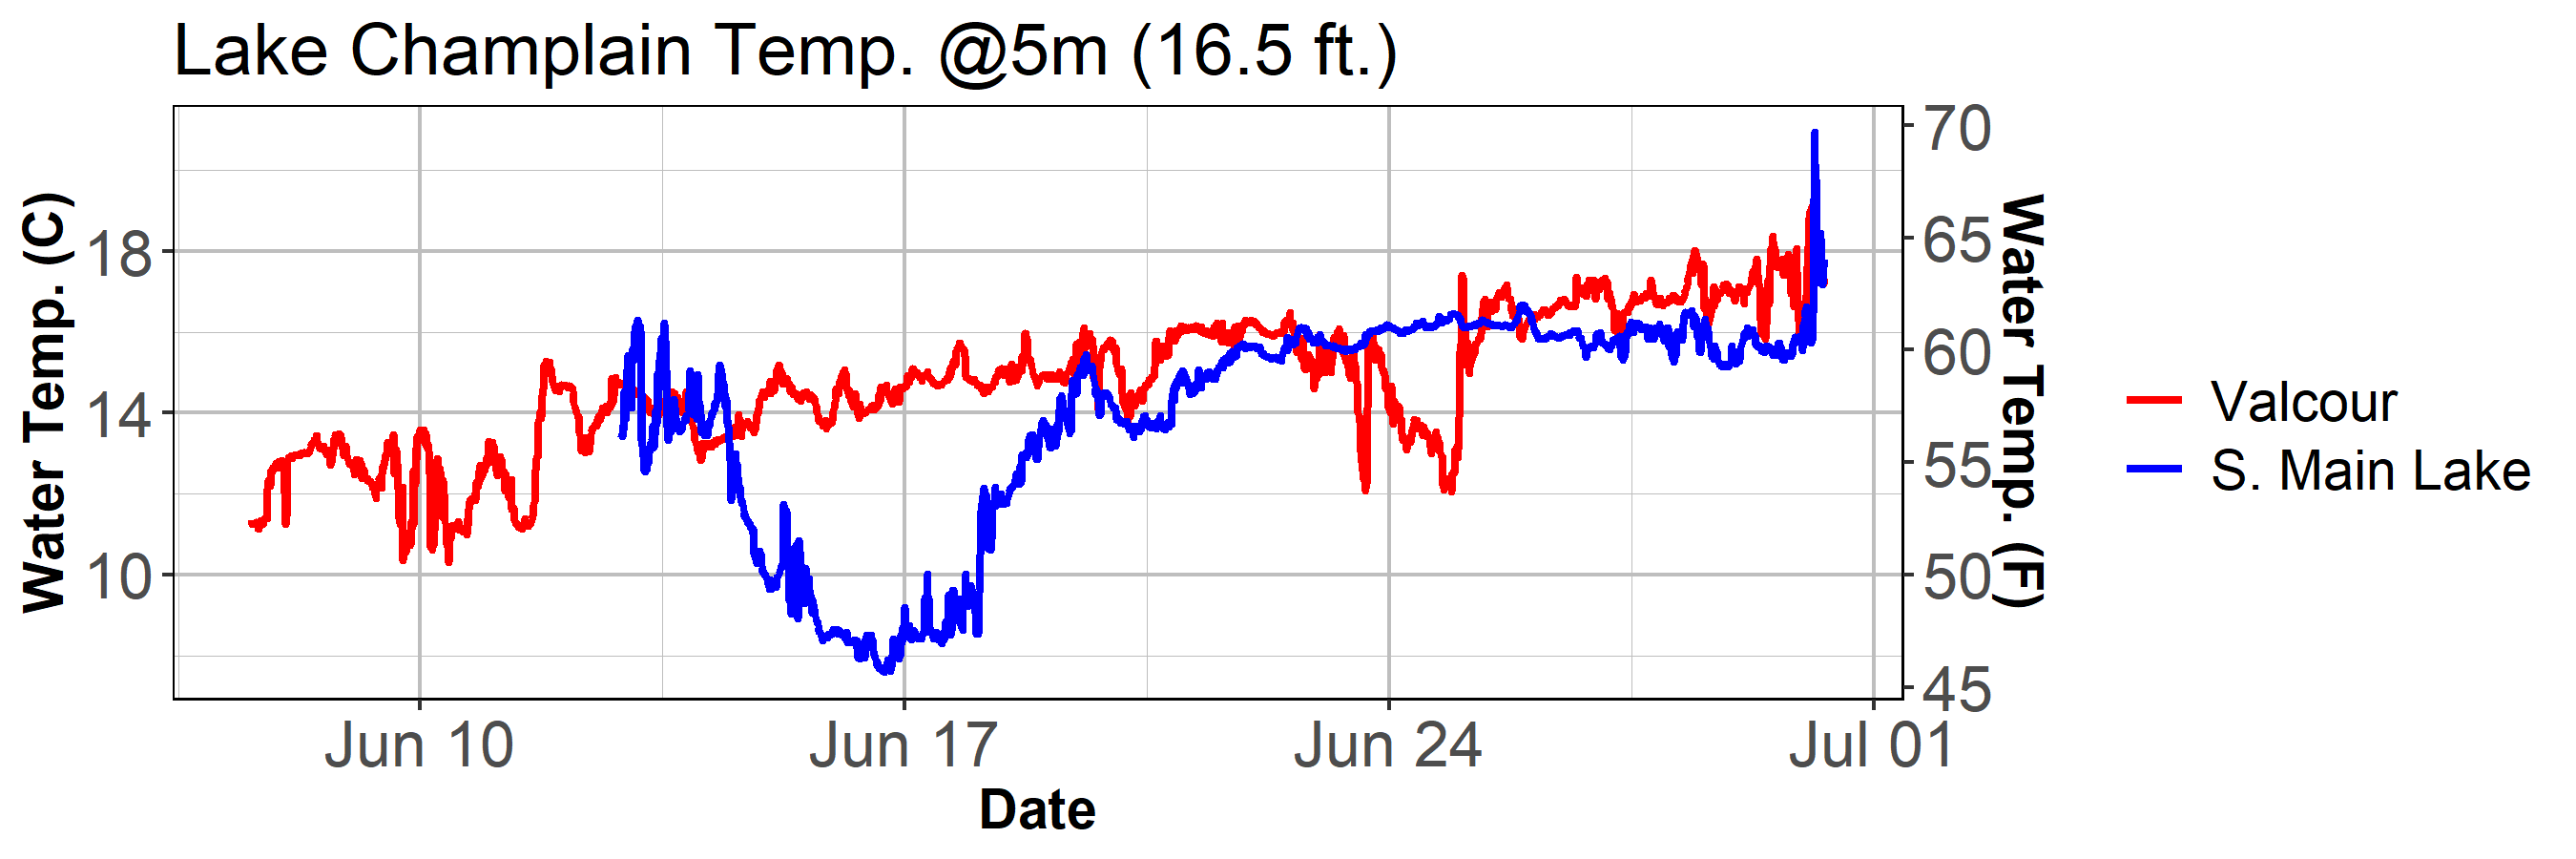 Lake Champlain Temp. @5m (16.5 ft.)
Water Temp. (C)
18
14
10
70
65
60
55
50
45
Water Temp. (F)
Jun 10
Jun 17
Jun 24
Jul 01
Date
Valcour
S. Main Lake